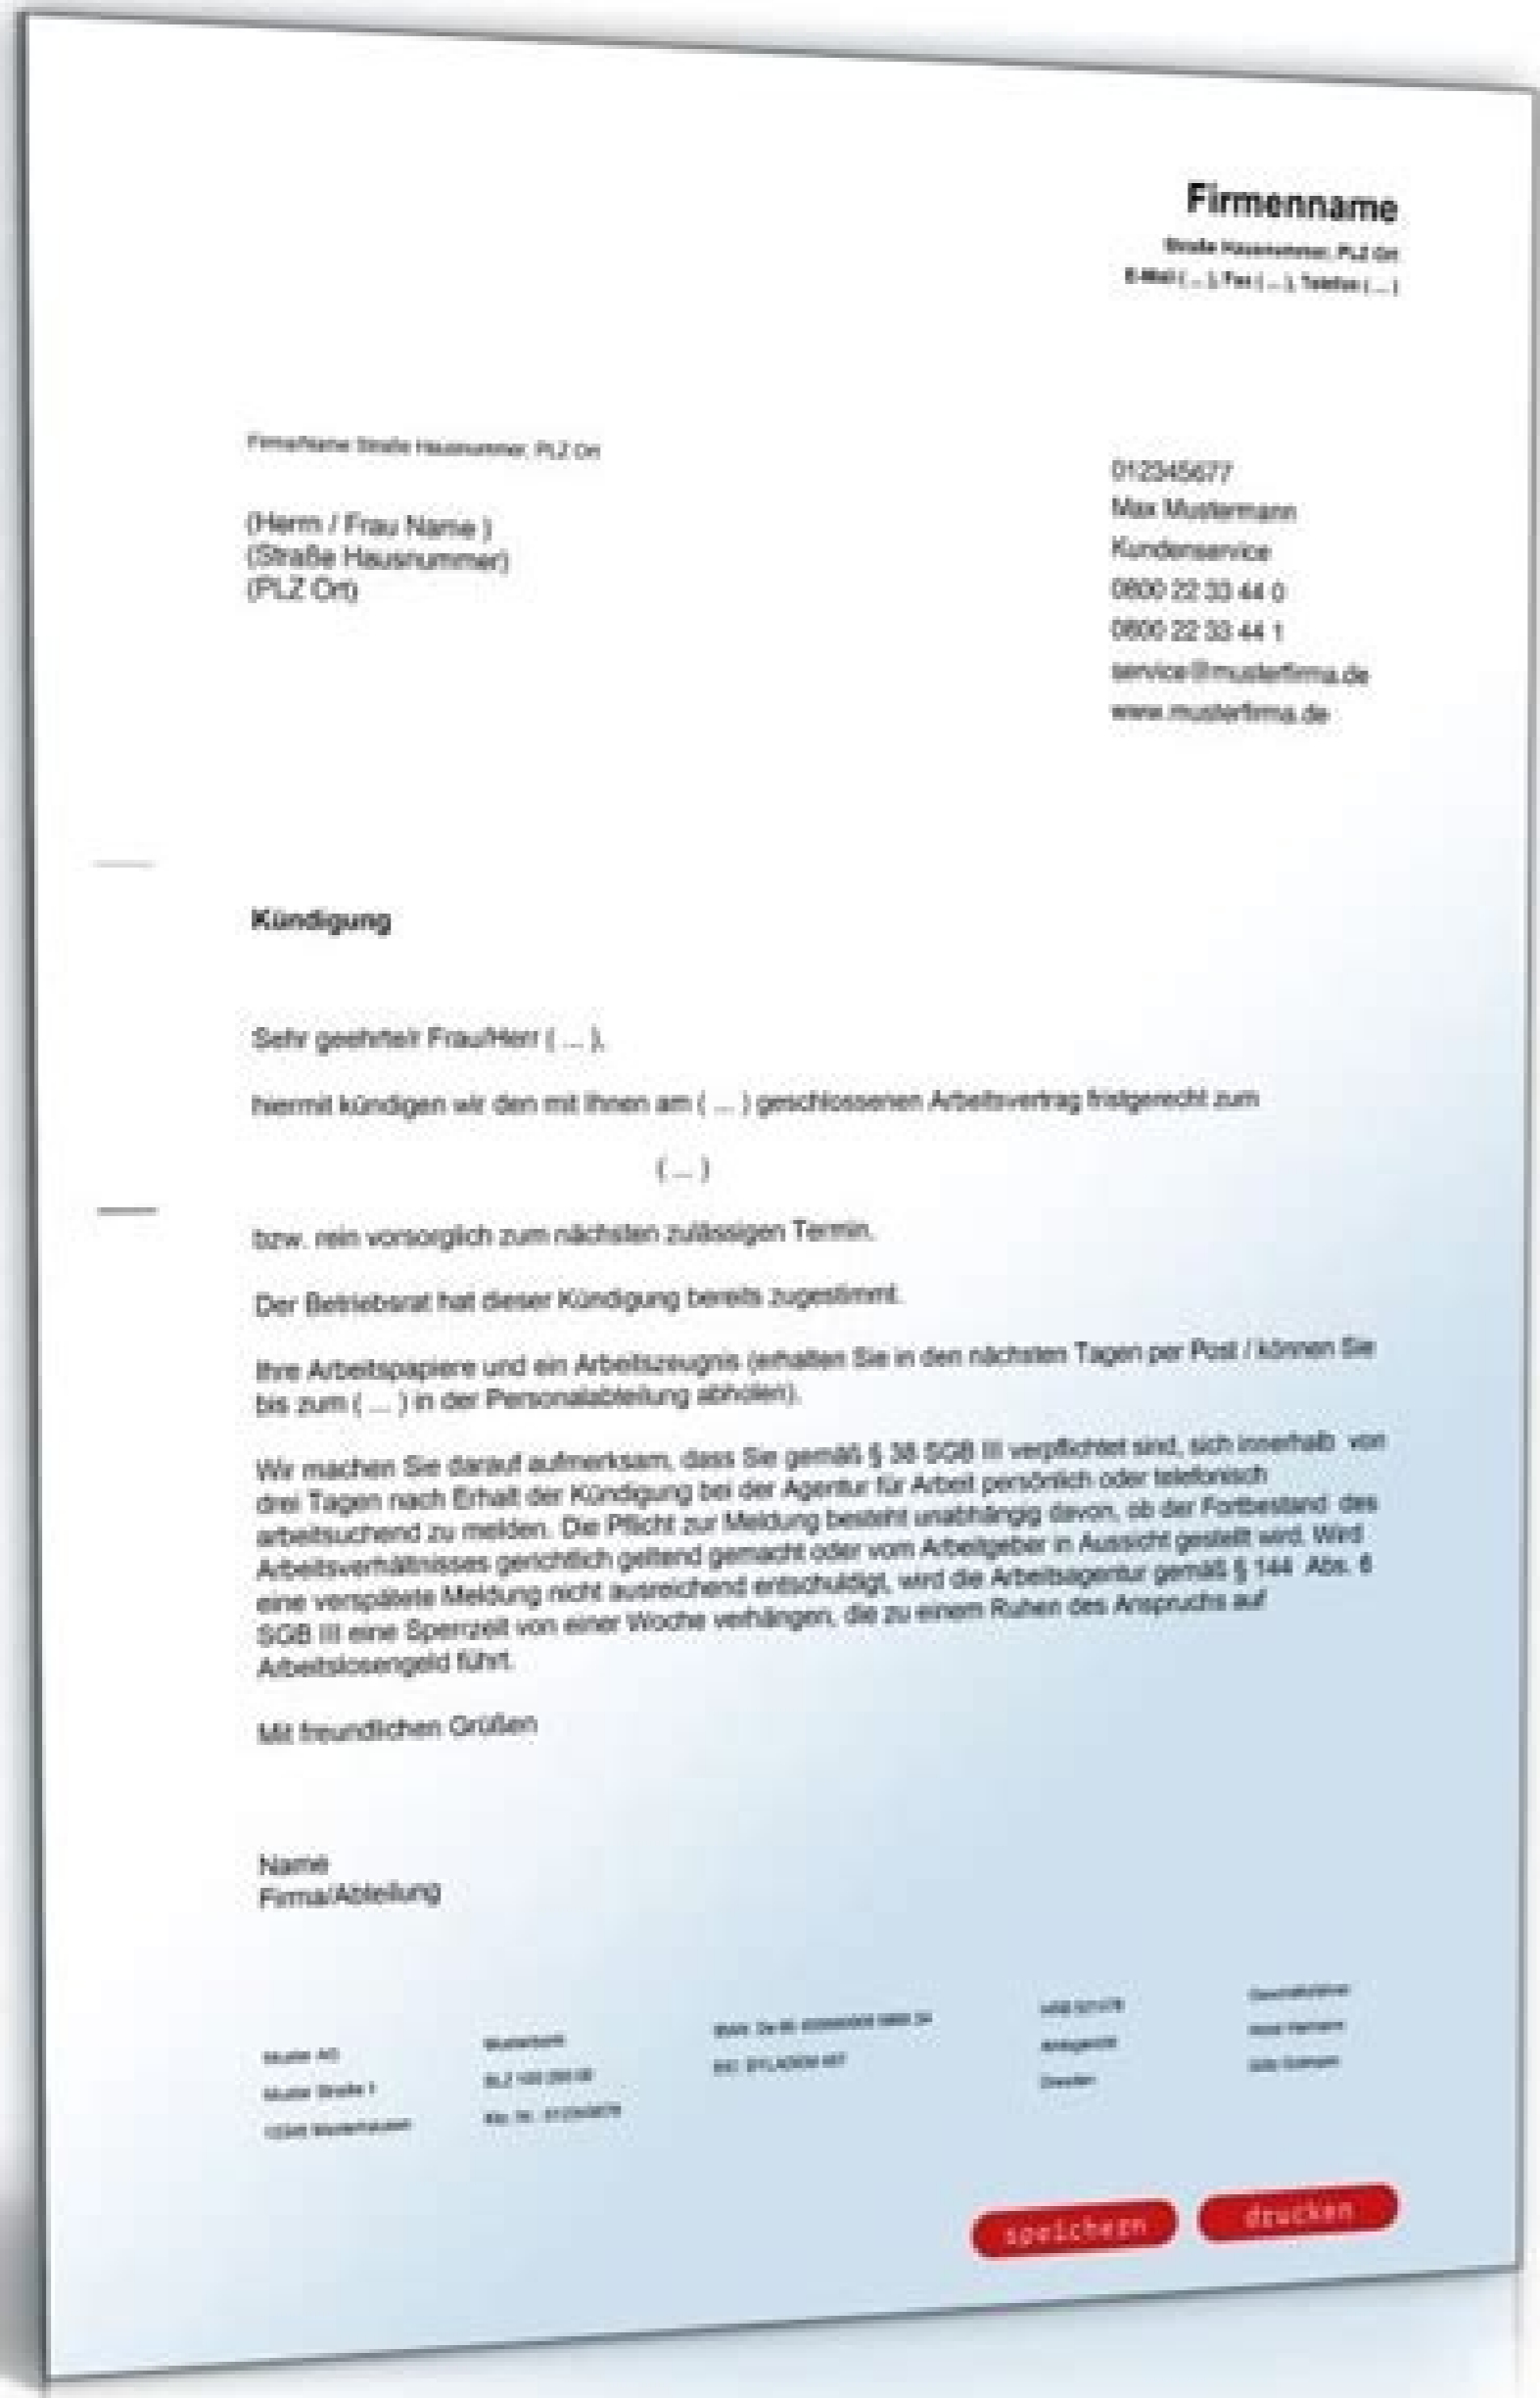 Firmenname
Straße Hausnummer, PLZ Ort
E-Mail ( ... ), Fax ( ... ), Telefon ( ... )
Firma/Name Straße Hausnummer, PLZ Ort
012345677
Max Mustermann
(Herrn / Frau Name )
Kundenservice
(Straße Hausnummer)
(PLZ Ort)
0800 22 33 44 0
0800 22 33 44 1
service@musterfirma.de
www.musterfirma.de
Kündigung
Sehr geehrte/r Frau/Herr ( ... ),
hiermit kündigen wir den mit Ihnen am ( ... ) geschlossenen Arbeitsvertrag fristgerecht zum
( ... )
bzw. rein vorsorglich zum nächsten zulässigen Termin.
Der Betriebsrat hat dieser Kündigung bereits zugestimmt.
Ihre Arbeitspapiere und ein Arbeitszeugnis (erhalten Sie in den nächsten Tagen per Post / können Sie
bis zum ( ... ) in der Personalabteilung abholen).
Wir machen Sie darauf aufmerksam, dass Sie gemäß § 38 SGB III verpflichtet sind, sich innerhalb von
drei Tagen nach Erhalt der Kündigung bei der Agentur für Arbeit persönlich oder telefonisch
arbeitsuchend zu melden. Die Pflicht zur Meldung besteht unabhängig davon, ob der Fortbestand des
Arbeitsverhältnisses gerichtlich geltend gemacht oder vom Arbeitgeber in Aussicht gestellt wird. Wird
eine verspätete Meldung nicht ausreichend entschuldigt, wird die Arbeitsagentur gemäß § 144 Abs. 6
SGB III eine Sperrzeit von einer Woche verhängen, die zu einem Ruhen des Anspruchs auf
Arbeitslosengeld führt.
Mit freundlichen Grüßen
Name
Firma/Abteilung
Muster AG
Muster Straße 1
12345 Musterhausen
Musterbank
Amtsgericht
Dresden
Geschäftsführer
speichern
drucken